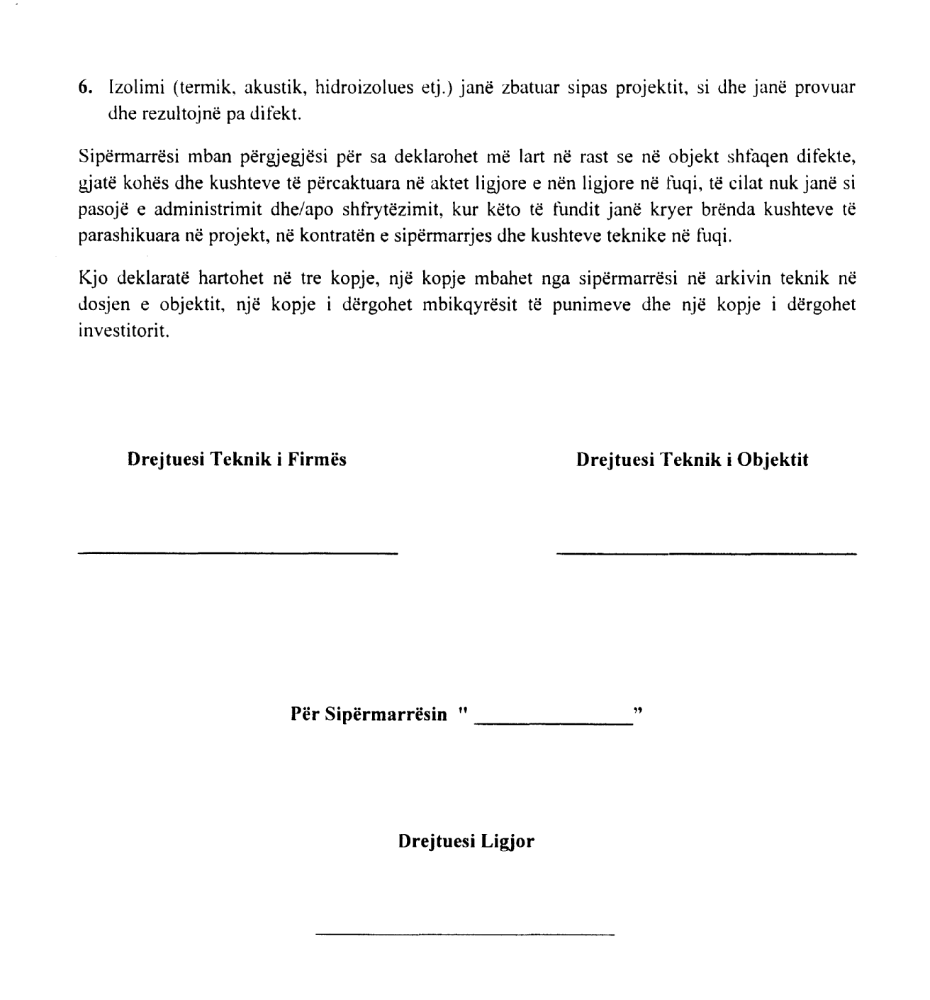 6. Izolimi (termik, akustik, hidroizolues etj.) janë zbatuar sipas projektit, si dhe janë provuar
dhe rezultojnë pa difekt.
Sipërmarrësi mban përgjegjësi për sa deklarohet më lart në rast se në objekt shfaqen difekte,
gjatë kohës dhe kushteve të përcaktuara në aktet ligjore e nën ligjore në fuqi, të cilat nuk janë si
pasojë e administrimit dhe/apo shfrytëzimit, kur këto të fundit janë kryer brënda kushteve të
parashikuara në projekt, në kontratën e sipërmarrjes dhe kushteve teknike në fuqi.
Kjo deklaratë hartohet në tre kopje, një kopje mbahet nga sipërmarrësi në arkivin teknik në
dosjen e objektit, një kopje i dërgohet mbikqyrësit të punimeve dhe një kopje i dërgohet
investitorit.
Drejtuesi Teknik i Firmës Drejtuesi Teknik i Objektit
Për Sipërmarrësin " ________________”
Drejtuesi Ligjor